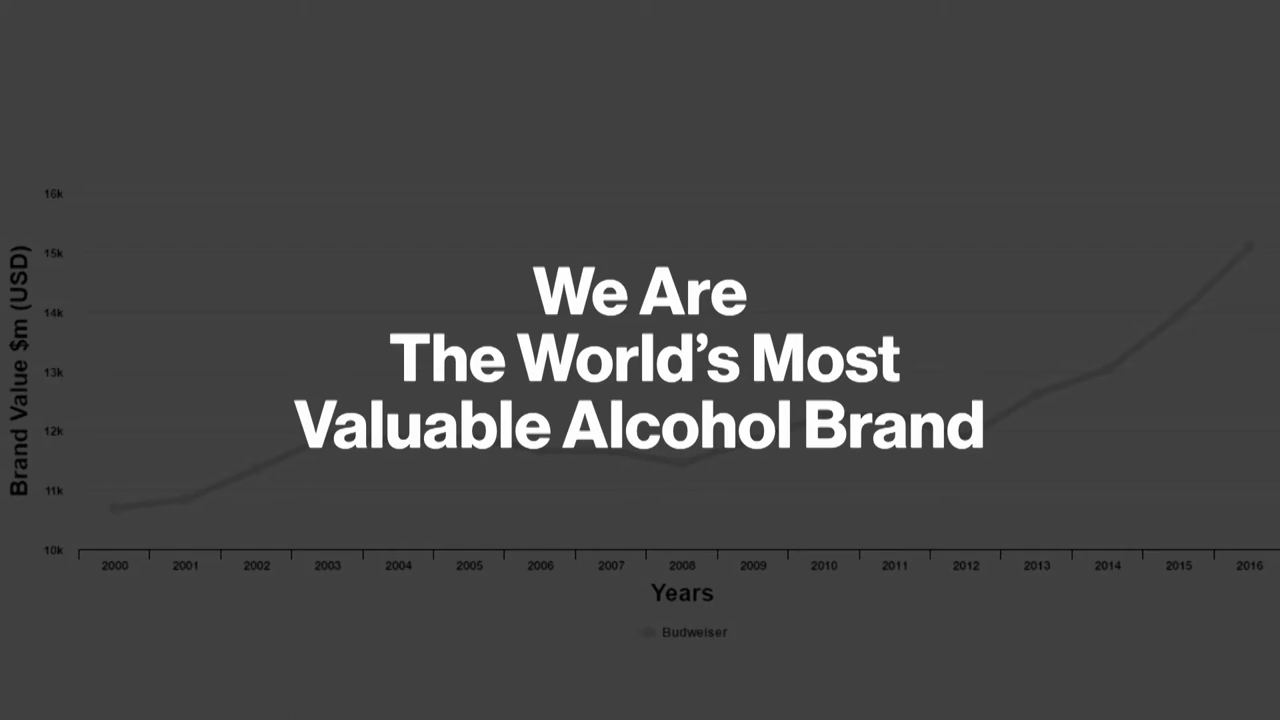 16k
15k
14k
13k
12k
11k
10k
Brand Value $m (USD)
We Are
The World’s Most
Valuable Alcohol Brand
2000 2001 2002 2003 2004 2005 2006 2007 2008 2009 2010 2011 2012 2013 2014 2015 2016
Years
Budweiser